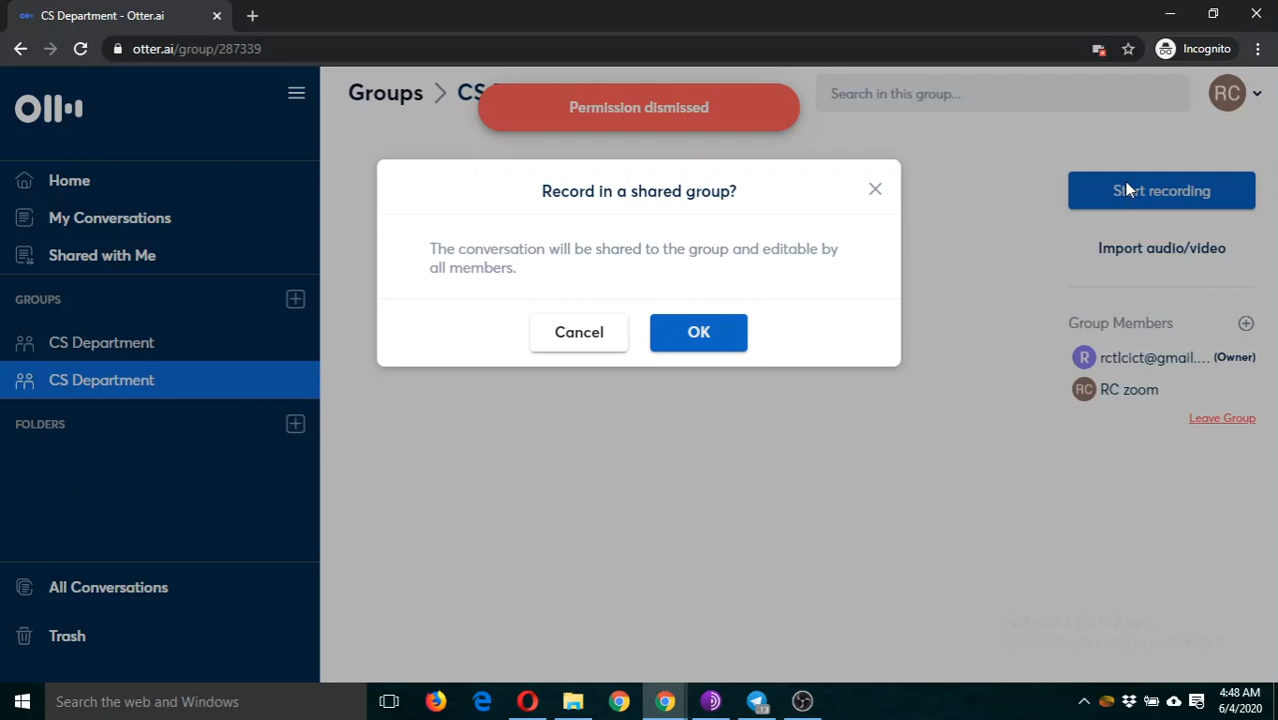 CS Department - Otter.ai
otter.ai/group/287339
Incognito
Groups > CS
Permission dismissed
Search in this group...
RC
Home
My Conversations
Shared with Me
GROUPS
CS Department
CS Department
FOLDERS
All Conversations
Trash
Record in a shared group?
The conversation will be shared to the group and editable by
all members.
Cancel
OK
Start recording
Import audio/video
Group Members
R rctlcict@gmail.... (Owner)
RC RC zoom
Leave Group
Search the web and Windows
4:48 AM
6/4/2020